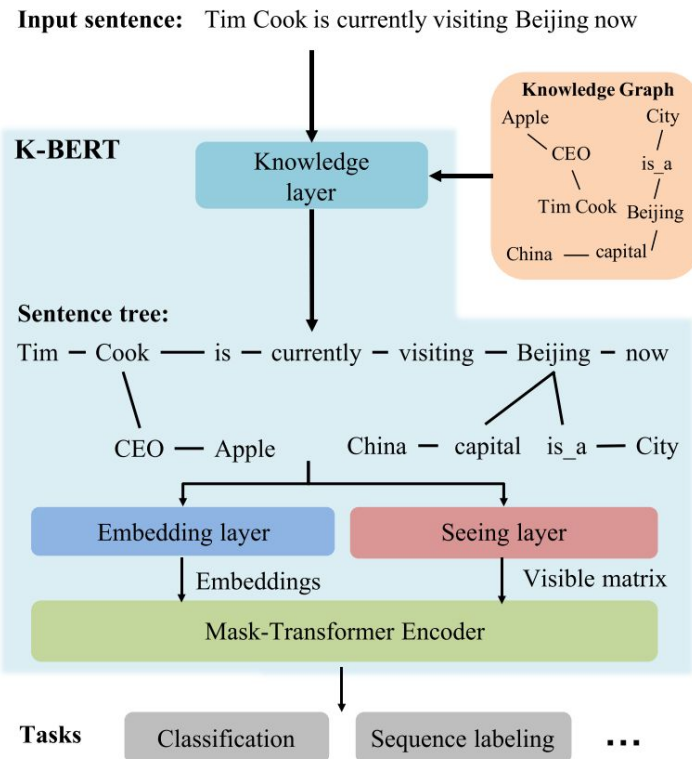 Input sentence: Tim Cook is currently visiting Beijing now
Knowledge Graph
Apple
City
CEO
is_a
Tim Cook
Beijing
China
capital
K-BERT
Knowledge
layer
Sentence tree:
Tim Cook is currently visiting Beijing now
CEO Apple China capital is_a City
Embedding layer Seeing layer
Embeddings Visible matrix
Mask-Transformer Encoder
Tasks Classification Sequence labeling ...